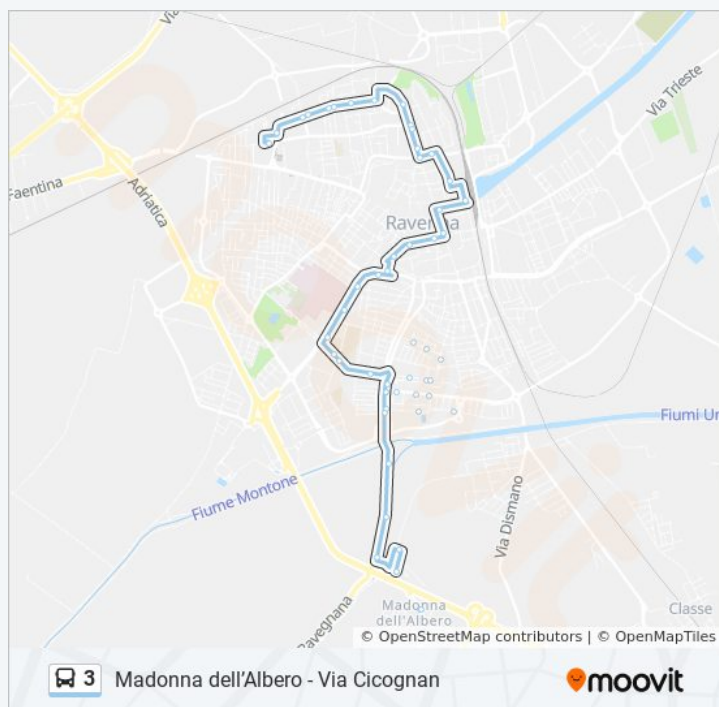 Via Trieste
Faentina
Adriatica
Ravenna
Fiume Montone
Fiumi Un
Via Dismano
Madonna
dell'Albero
Classe
Ravegnana
© OpenStreetMap contributors | © OpenMapTiles
3 Madonna dell'Albero - Via Cicognan
moovit